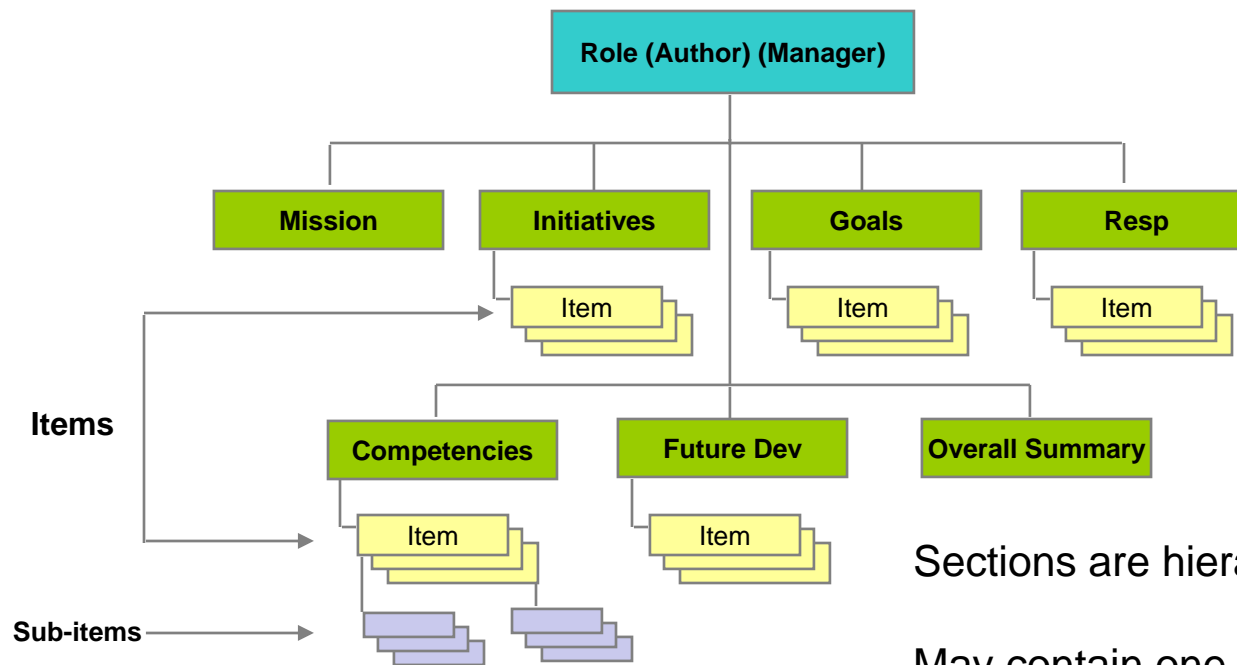 Role (Author) (Manager)
Mission
Initiatives
Goals
Resp
Item
Item
Item
Items
Competencies
Future Dev
Overall Summary
Item
Item
Sections are
Sub-items
May contain one